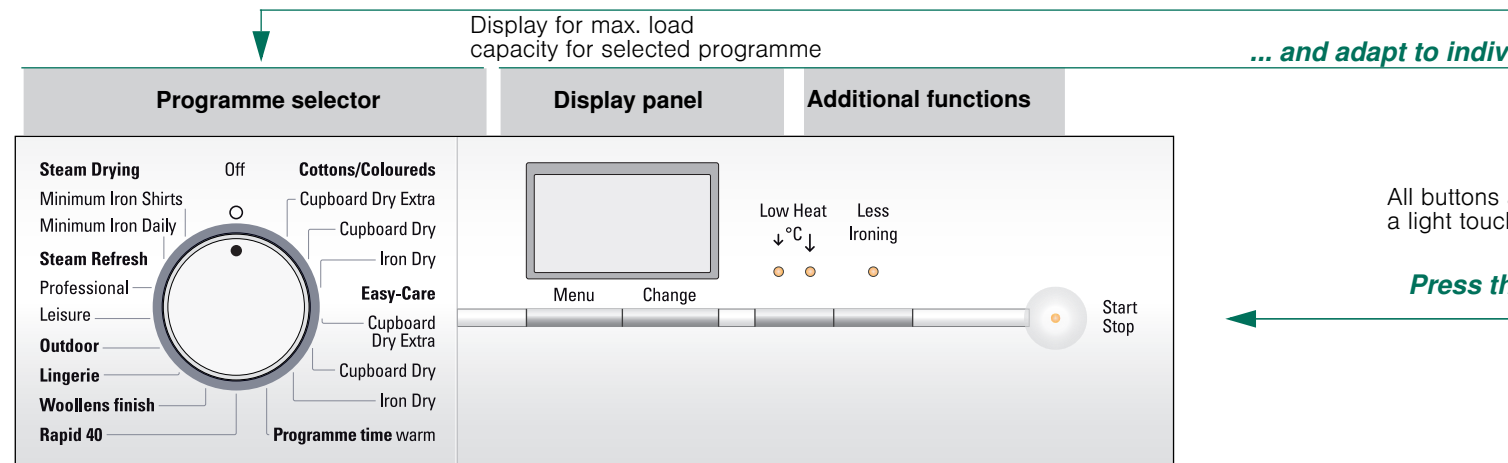 Display for max. load
capacity for selected programme
... and adapt to indiv
Programme selector
Display panel
Additional functions
Steam Drying
Minimum Iron Shirts
Minimum Iron Daily
Steam Refresh
Professional
Leisure
Outdoor
Lingerie
Woollens finish
Rapid 40
Off
Cottons/Coloureds
Cupboard Dry Extra
Cupboard Dry
Iron Dry
Easy-Care
Cupboard
Dry Extra
Cupboard Dry
Iron Dry
Programme time warm
Menu
Change
Low Heat
°C
Less
Ironing
Start
Stop
All buttons
a light touch
Press th